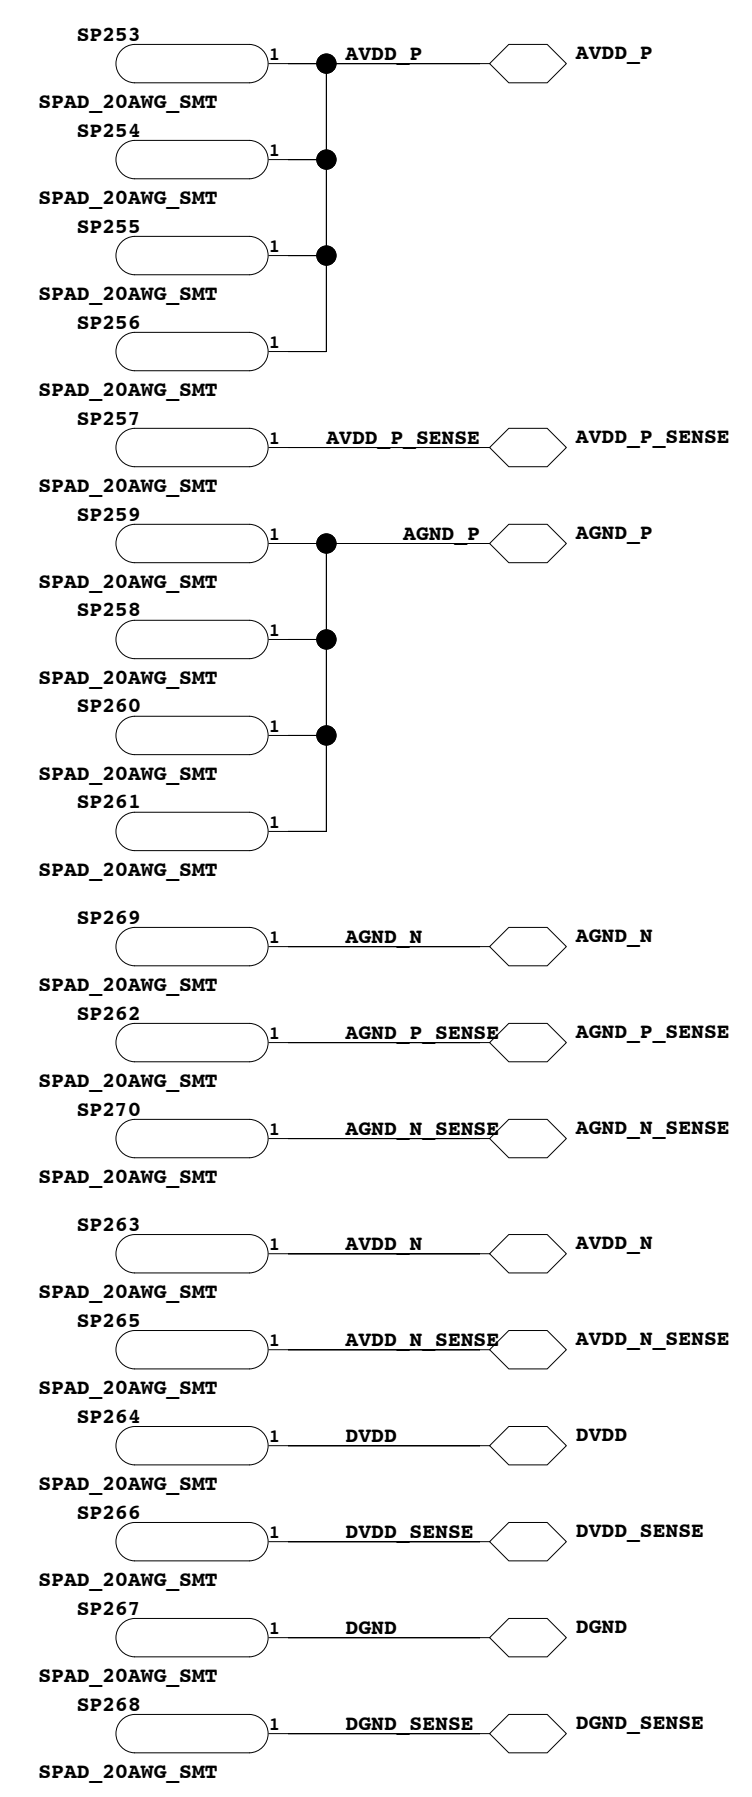 SP253
1 AVDD_P AVDD_P
SPAD_20AWG_SMT
SP254
1
SPAD_20AWG_SMT
SP255
1
SPAD_20AWG_SMT
SP256
1
SPAD_20AWG_SMT
SP257
1 AVDD_P_SENSE AVDD_P_SENSE
SPAD_20AWG_SMT
SP259
1 AGND_P AGND_P
SPAD_20AWG_SMT
SP258
1
SPAD_20AWG_SMT
SP260
1
SPAD_20AWG_SMT
SP261
1
SPAD_20AWG_SMT
SP269
1 AGND_N AGND_N
SPAD_20AWG_SMT
SP262
1 AGND_P_SENSE AGND_P_SENSE
SPAD_20AWG_SMT
SP270
1 AGND_N_SENSE AGND_N_SENSE
SPAD_20AWG_SMT
SP263
1 AVDD_N AVDD_N
SPAD_20AWG_SMT
SP265
1 AVDD_N_SENSE AVDD_N_SENSE
SPAD_20AWG_SMT
SP264
1 DVDD DVDD
SPAD_20AWG_SMT
SP266
1 DVDD_SENSE DVDD_SENSE
SPAD_20AWG_SMT
SP267
1 DGND DGND
SPAD_20AWG_SMT
SP268
1 DGND_SENSE DGND_SENSE
SPAD_20AWG_SMT